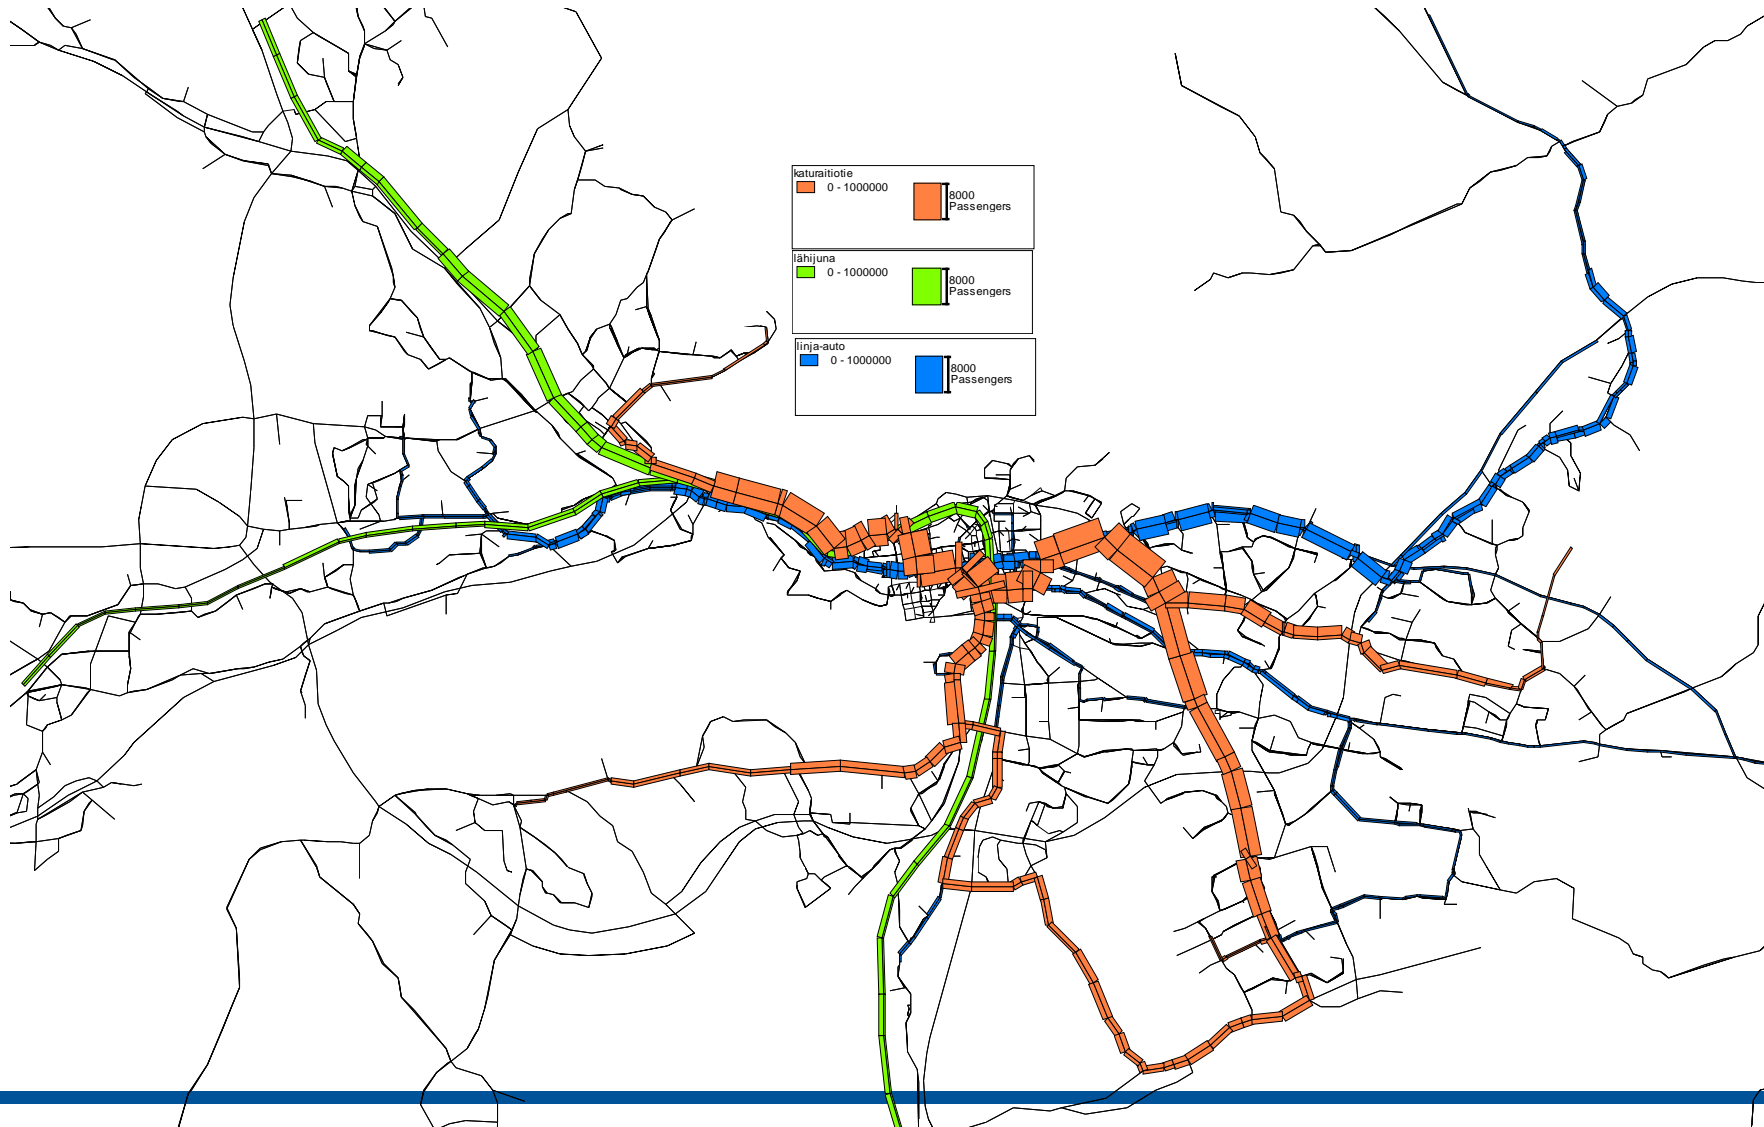 katuraitiotie
0 - 1000000
8000
Passengers
lähijuna
0 - 1000000
8000
Passengers
linja-auto
0 - 1000000
8000
Passengers